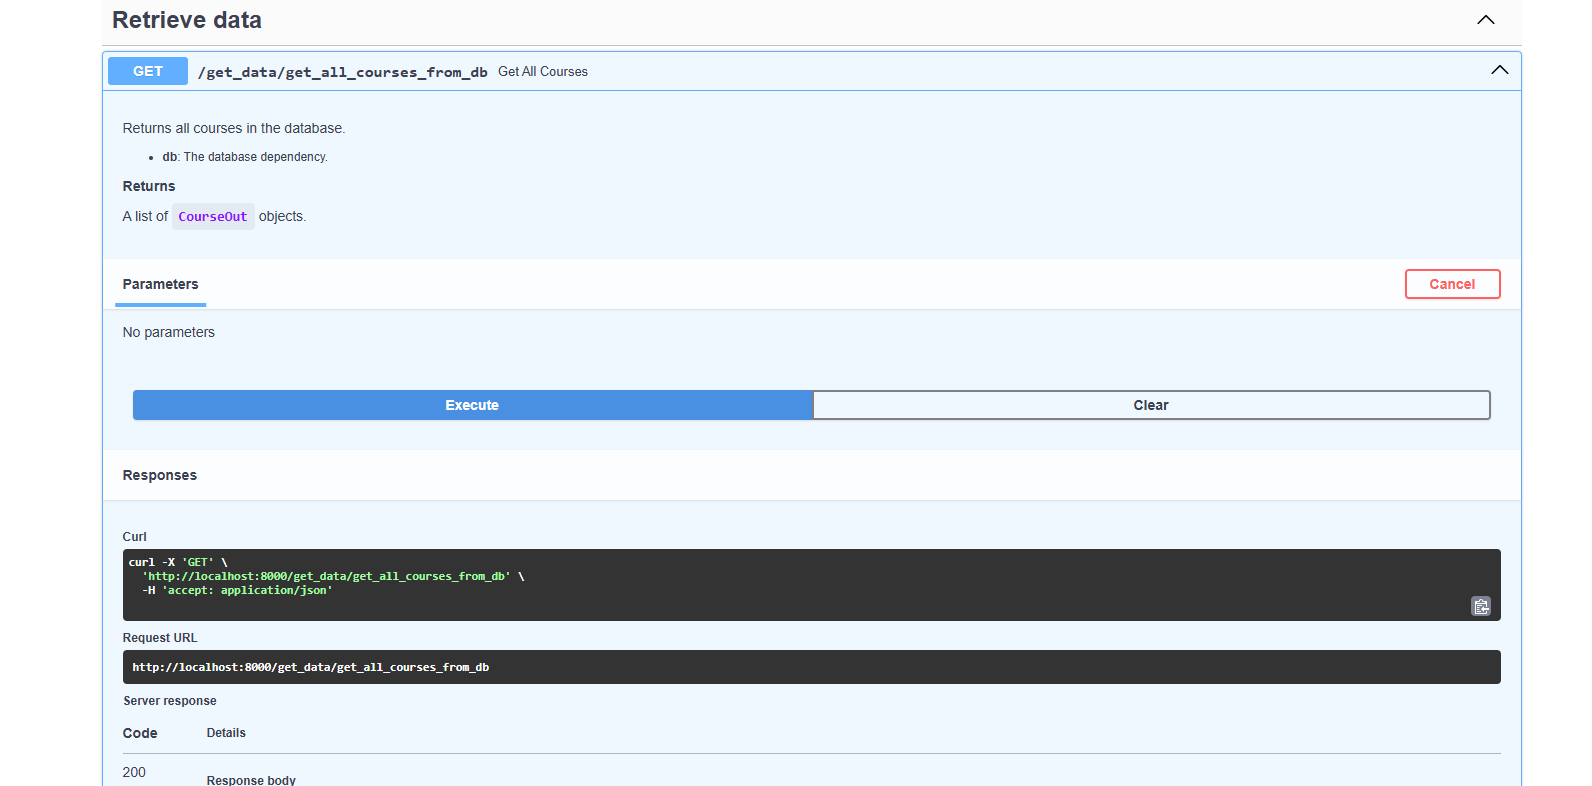 Retrieve data
GET /get_data/get_all_courses_from_db Get All Courses
Returns all courses in the database.
• db: The database dependency.
Returns
A list of CourseOut objects.
Parameters Cancel
No parameters
Execute Clear
Responses
Curl
curl -X 'GET' \
'http://localhost:8000/get_data/get_all_courses_from_db' \
-H 'accept: application/json'
Request URL
http://localhost:8000/get_data/get_all_courses_from_db
Server response
Code Details
200
Response body